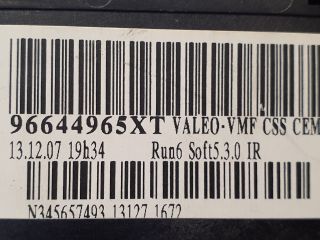 96644965XT VALEO-VMF CSS CEM
13.12.07 19h34 Run6 Soft5.3.0 IR
N345657493 13127 1672